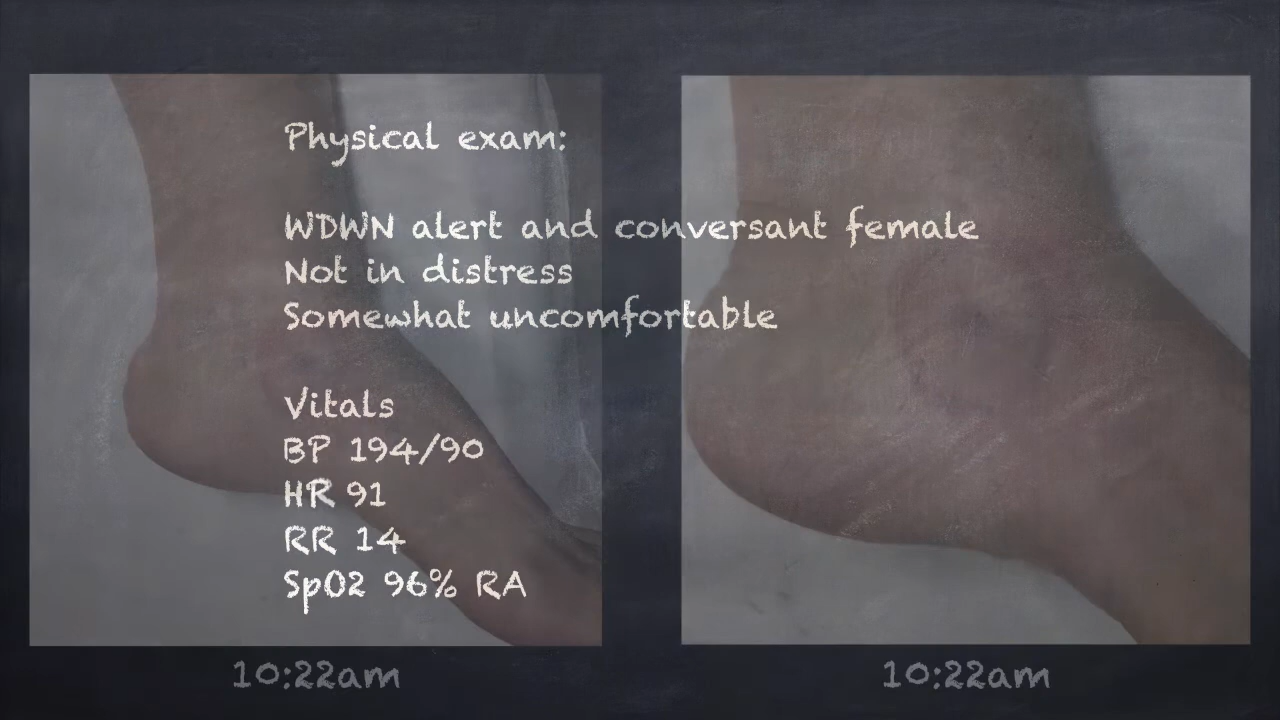 Physical exam:
WDWN alert and conversant female
Not in distress
Somewhat uncomfortable
Vitals
BP 194/90
HR 91
RR 14
SpO2 96% RA
10:22am
10:22am